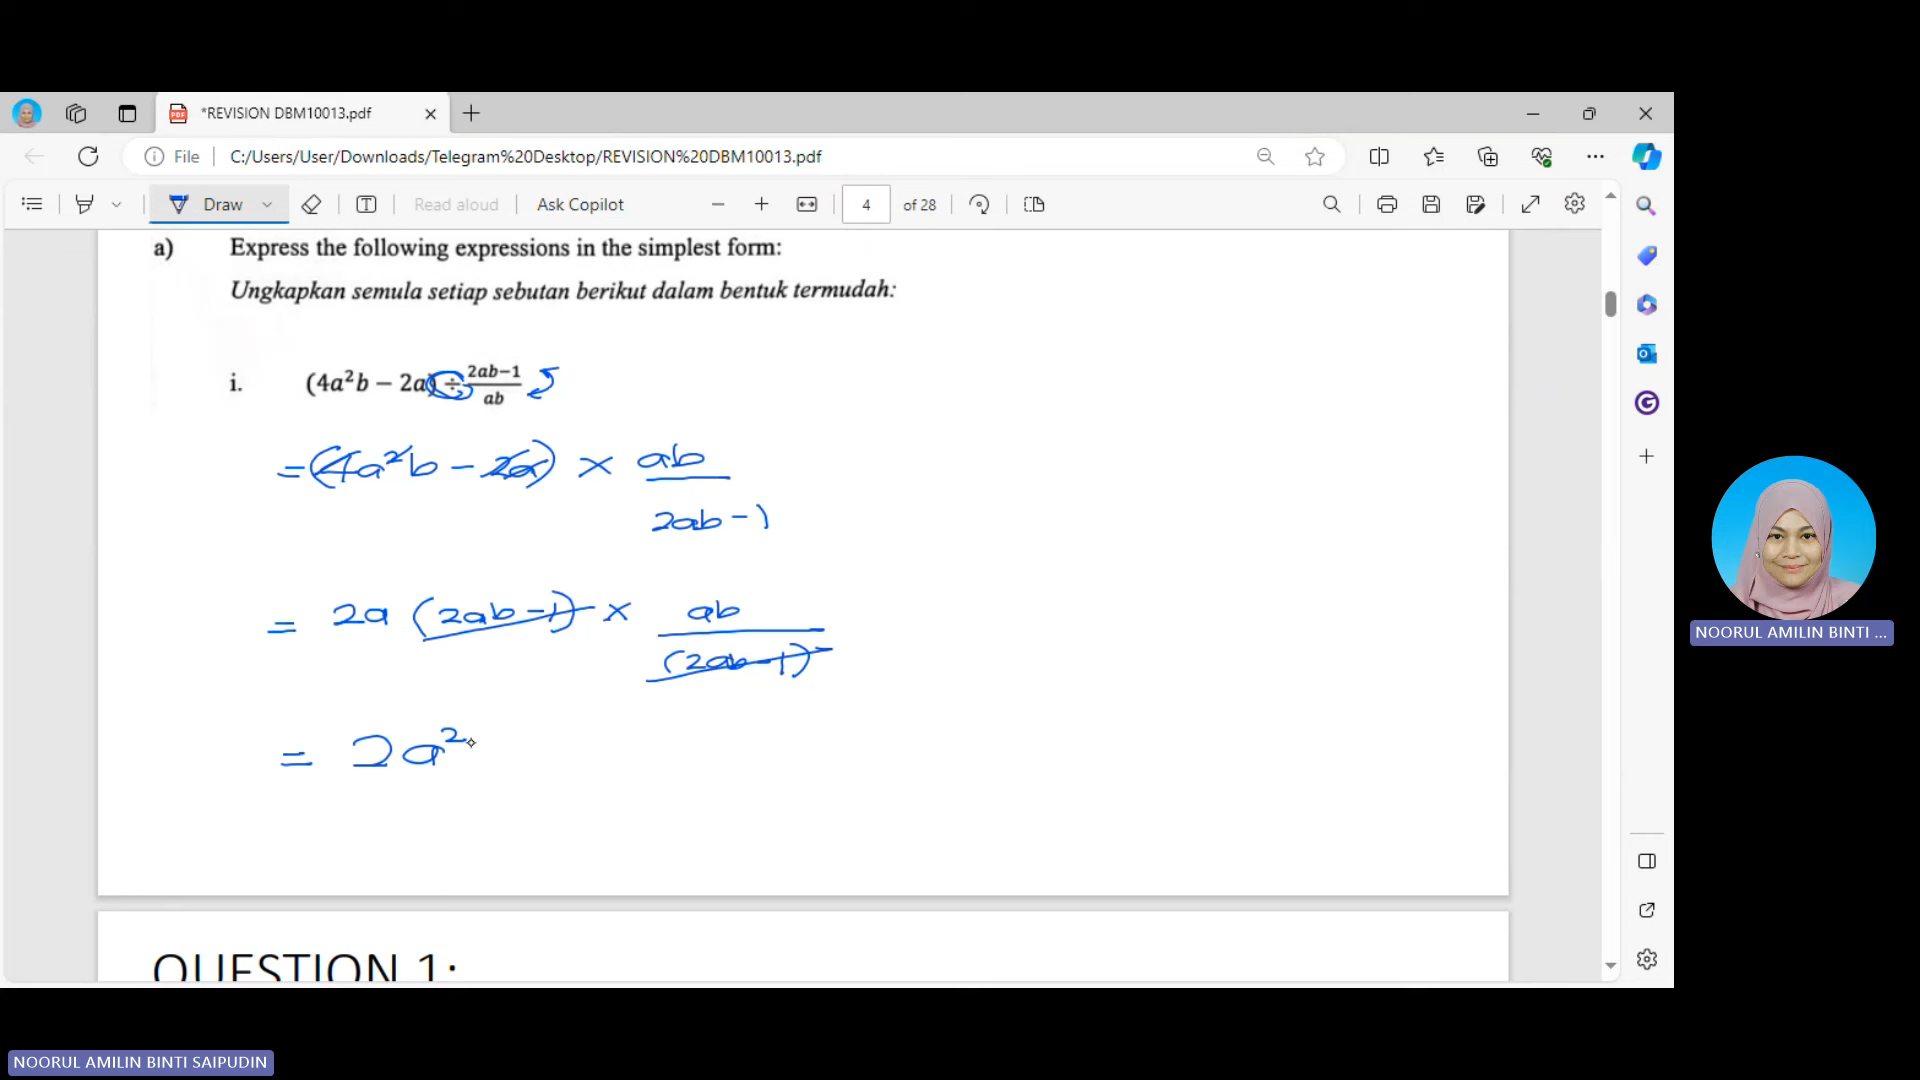 *REVISION DBM10013.pdf
File
C:/Users/User/Downloads/Telegram%20Desktop/REVISION%20DBM10013.pdf
Draw
Read aloud
Ask Copilot
4
of 28
a) Express the following expressions in the simplest form:
Ungkapkan semula setiap sebutan berikut dalam bentuk termudah:
i. (4a²b − 2a) ÷ \frac{2ab−1}{ab}
= (4a²b − 2a) × \frac{ab}{2ab − 1}
= 2a (2ab − 1) × \frac{ab}{(2ab − 1)}
= 2a²
QUESTION 1:
NOORUL AMILIN BINTI ...
NOORUL AMILIN BINTI SAIPUDIN